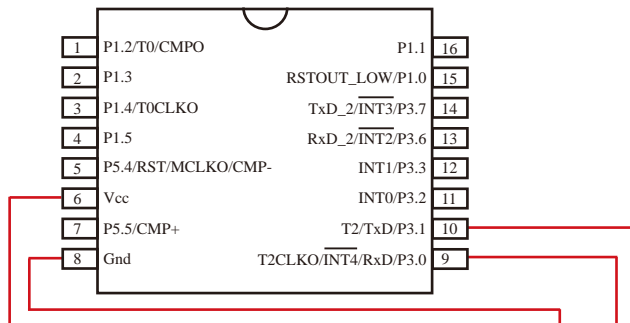 1 P1.2/T0/CMPO P1.1 16
2 P1.3 RSTOUT_LOW/P1.0 15
3 P1.4/T0CLKO TxD_2/INT3/P3.7 14
4 P1.5 RxD_2/INT2/P3.6 13
5 P5.4/RST/MCLKO/CMP- INT1/P3.3 12
6 Vcc INT0/P3.2 11
7 P5.5/CMP+ T2/TxD/P3.1 10
8 Gnd T2CLKO/INT4/RxD/P3.0 9